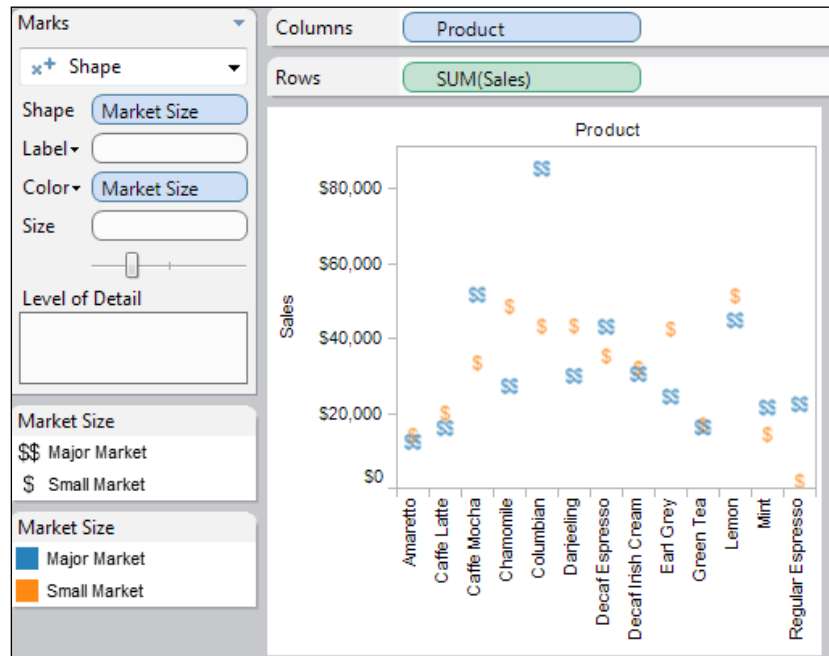 Marks
Shape
Shape Market Size
Label
Color Market Size
Size
Level of Detail
Market Size
$$ Major Market
$ Small Market
Market Size
Major Market
Small Market
Columns Product
Rows SUM(Sales)
Product
Sales
$80,000
$60,000
$40,000
$20,000
$0
Amaretto
Caffe Latte
Caffe Mocha
Chamomile
Columbian
Darjeeling
Decaf Espresso
Decaf Irish Cream
Earl Grey
Green Tea
Lemon
Mint
Regular Espresso